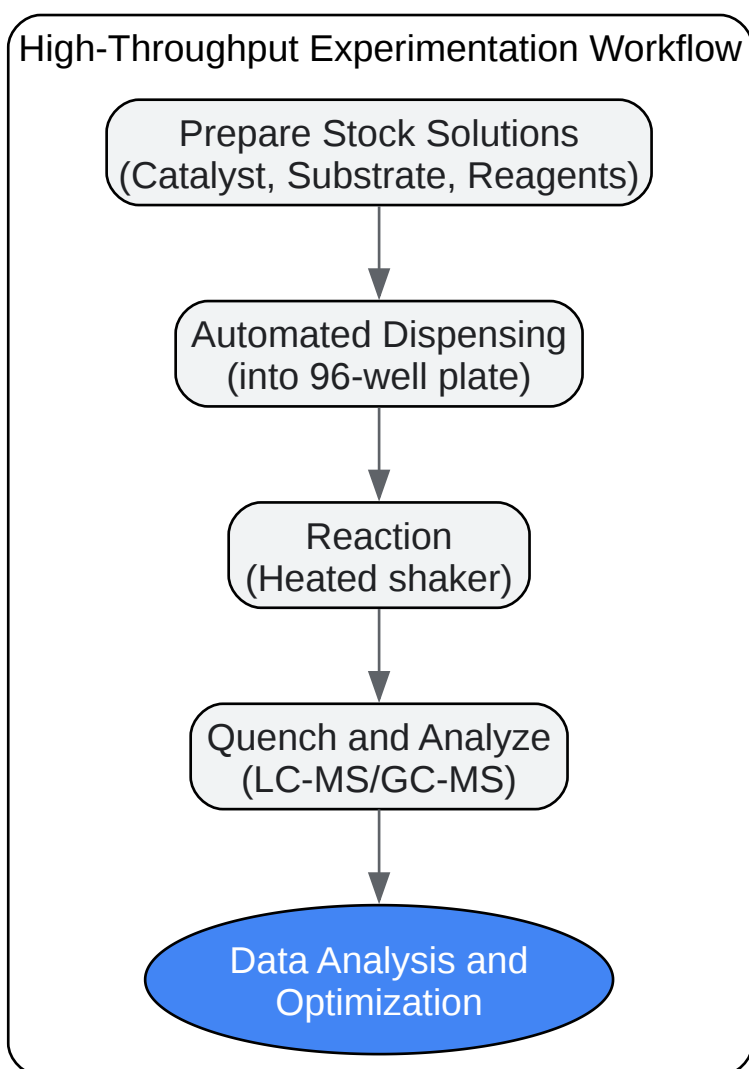 High-Throughput Experimentation Workflow
Prepare Stock Solutions
(Catalyst, Substrate, Reagents)
Automated Dispensing
(into 96-well plate)
Reaction
(Heated shaker)
Quench and Analyze
(LC-MS/GC-MS)
Data Analysis and
Optimization